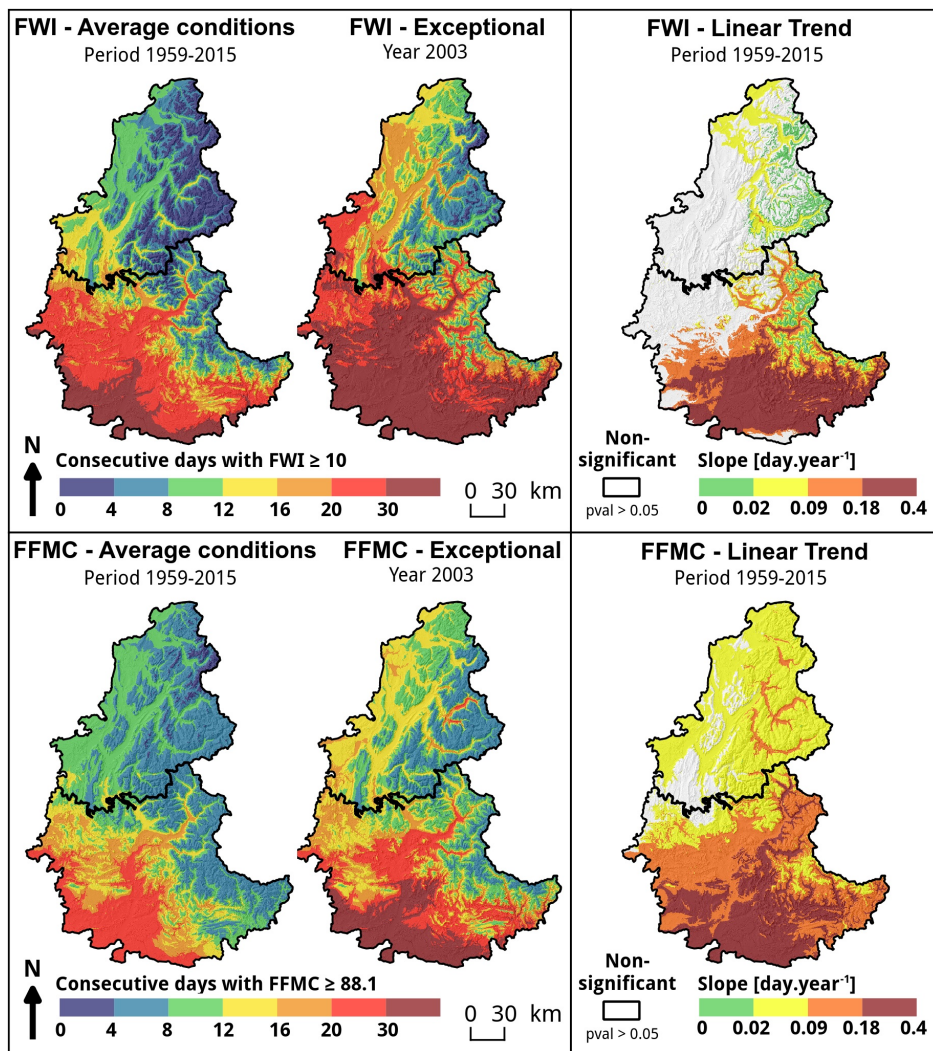 FWI - Average conditions
Period 1959-2015
FWI - Exceptional
Year 2003
FWI - Linear Trend
Period 1959-2015
N
Consecutive days with FWI ≥ 10
0 4 8 12 16 20 30
0 30 km
Non-
significant
pval > 0.05
Slope [day.year⁻¹]
0 0.02 0.09 0.18 0.4
FFMC - Average conditions
Period 1959-2015
FFMC - Exceptional
Year 2003
FFMC - Linear Trend
Period 1959-2015
N
Consecutive days with FFMC ≥ 88.1
0 4 8 12 16 20 30
0 30 km
Non-
significant
pval > 0.05
Slope [day.year⁻¹]
0 0.02 0.09 0.18 0.4